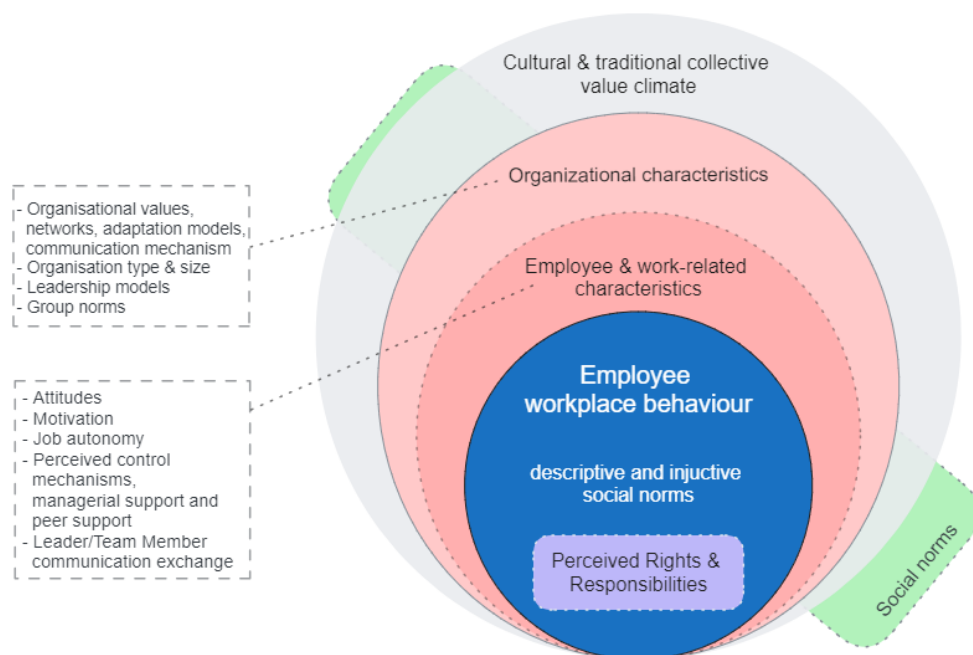 Cultural & traditional collective
value climate
Organizational characteristics
- Organisational values,
networks, adaptation models,
communication mechanism
- Organisation type & size
- Leadership models
- Group norms
Employee & work-related
characteristics
- Attitudes
- Motivation
- Job autonomy
- Perceived control
mechanisms,
managerial support and
peer support
- Leader/Team Member
communication exchange
Employee
workplace behaviour
descriptive and injuctive
social norms
Perceived Rights &
Responsibilities
Social norms